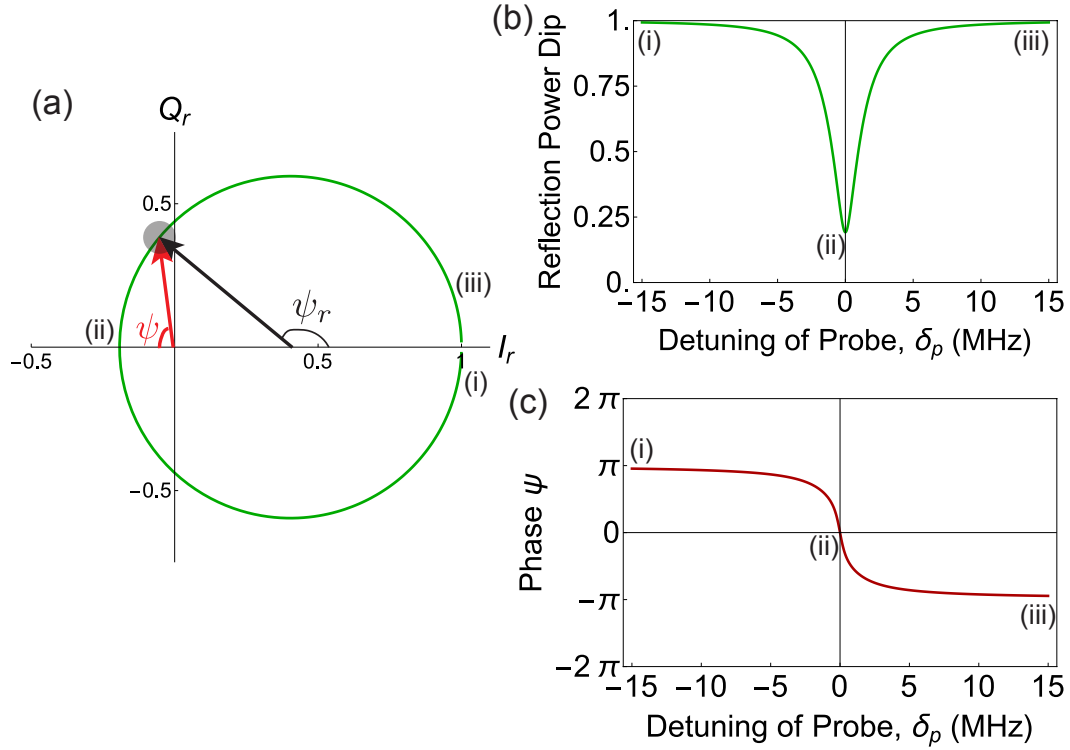 (a)
Q_r
0.5
(iii)
ψ_r
ψ
(ii)
-0.5
0.5
1
I_r
(i)
-0.5
(b)
Reflection Power Dip
1.
0.75
0.5
0.25
0.
(i)
(iii)
(ii)
−15 −10 −5 0 5 10 15
Detuning of Probe, δ_p (MHz)
(c)
Phase ψ
2 π
π
0
−π
−2 π
(i)
(ii)
(iii)
−15 −10 −5 0 5 10 15
Detuning of Probe, δ_p (MHz)